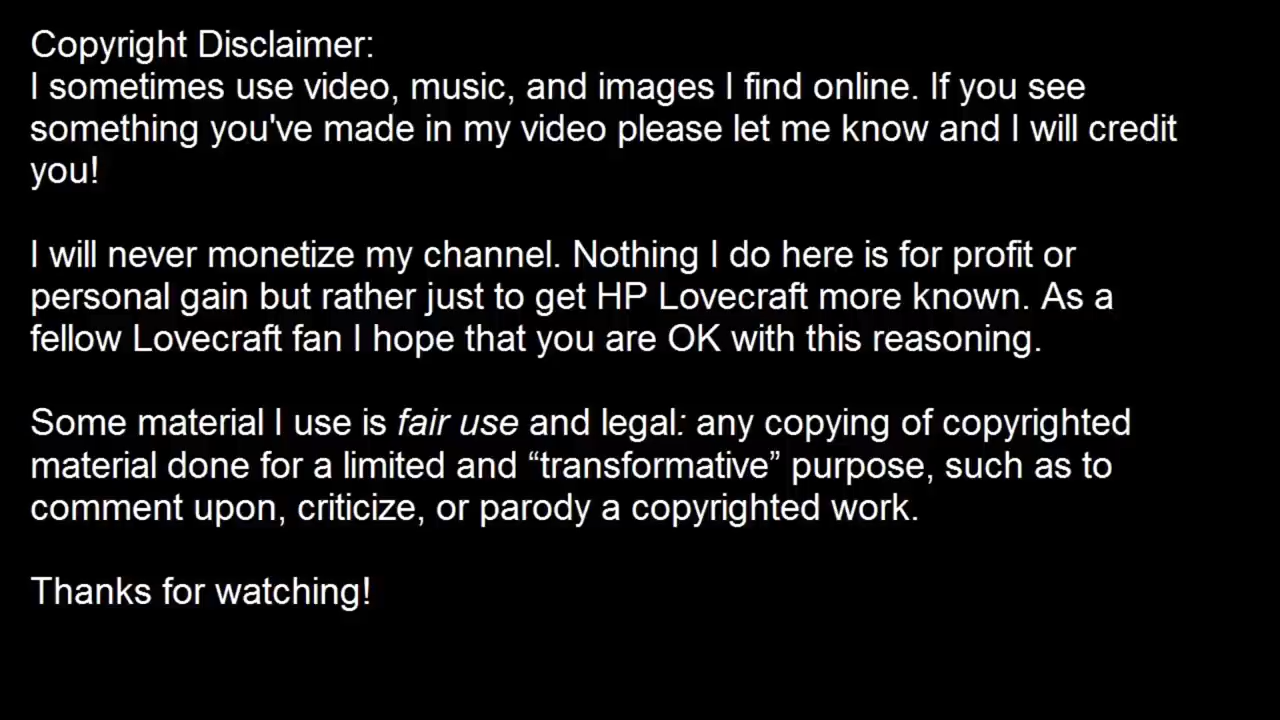 Copyright Disclaimer:
I sometimes use video, music, and images I find online. If you see
something you've made in my video please let me know and I will credit
you!
I will never monetize my channel. Nothing I do here is for profit or
personal gain but rather just to get HP Lovecraft more known. As a
fellow Lovecraft fan I hope that you are OK with this reasoning.
Some material I use is fair use and legal: any copying of copyrighted
material done for a limited and “transformative” purpose, such as to
comment upon, criticize, or parody a copyrighted work.
Thanks for watching!